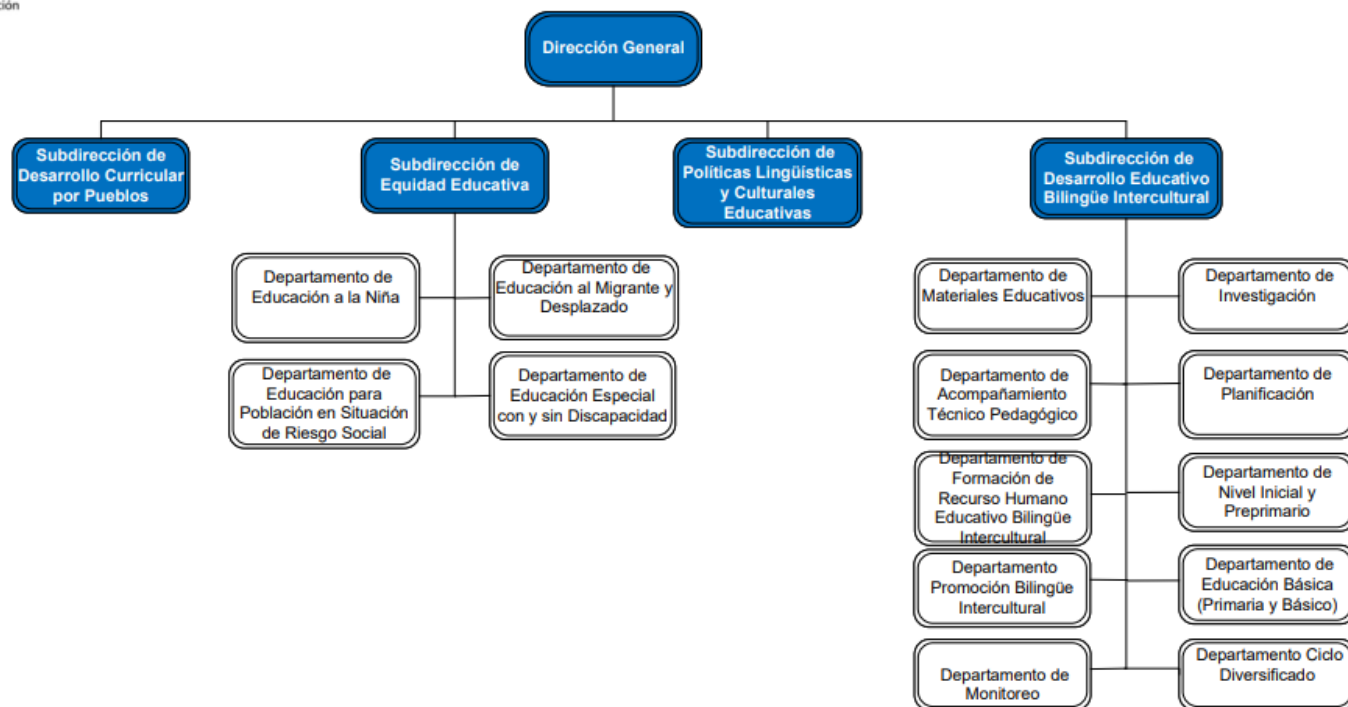 ción
Dirección General
Subdirección de
Desarrollo Curricular
por Pueblos
Subdirección de
Equidad Educativa
Subdirección de
Políticas Lingüísticas
y Culturales
Educativas
Subdirección de
Desarrollo Educativo
Bilingüe Intercultural
Departamento de
Educación a la Niña
Departamento de
Educación al Migrante y
Desplazado
Departamento de
Educación para
Población en Situación
de Riesgo Social
Departamento de
Educación Especial
con y sin Discapacidad
Departamento de
Materiales Educativos
Departamento de
Investigación
Departamento de
Acompañamiento
Técnico Pedagógico
Departamento de
Planificación
Departamento de
Formación de
Recurso Humano
Educativo Bilingüe
Intercultural
Departamento de
Nivel Inicial y
Preprimario
Departamento
Promoción Bilingüe
Intercultural
Departamento de
Educación Básica
(Primaria y Básico)
Departamento de
Monitoreo
Departamento Ciclo
Diversificado